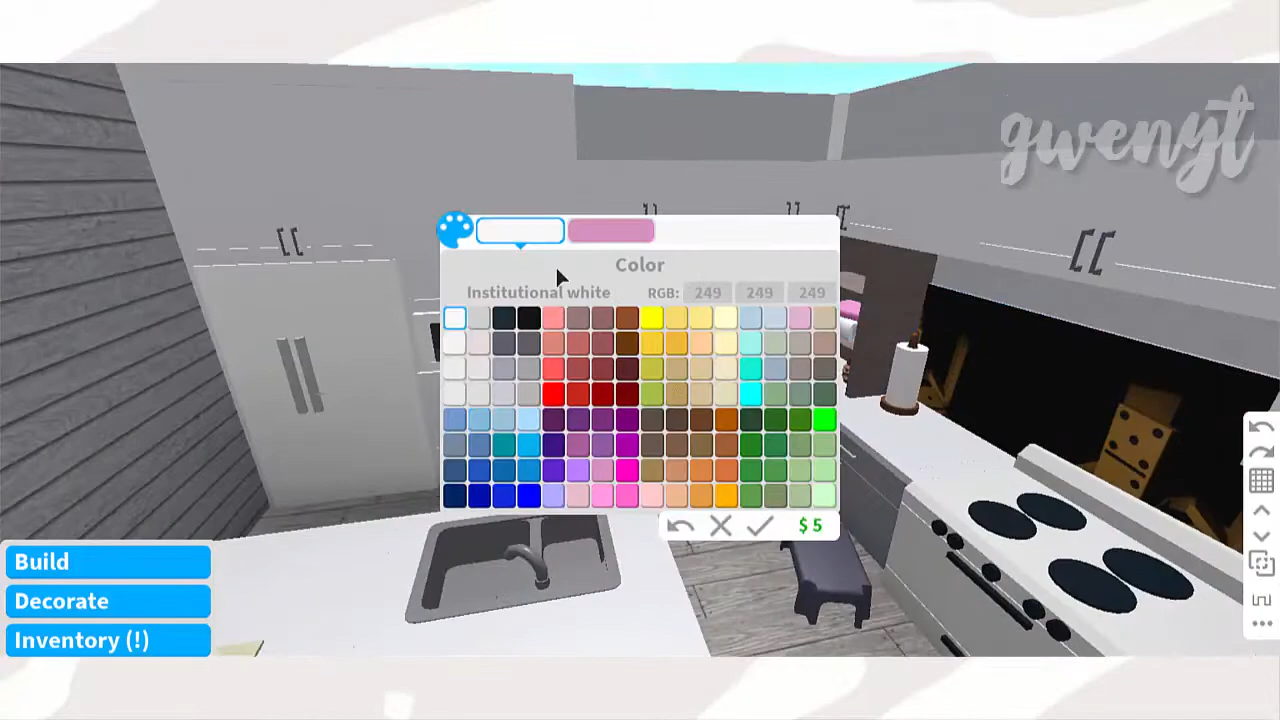 gwenyt
Color
Institutional white RGB: 249 249 249
$ 5
Build
Decorate
Inventory (!)